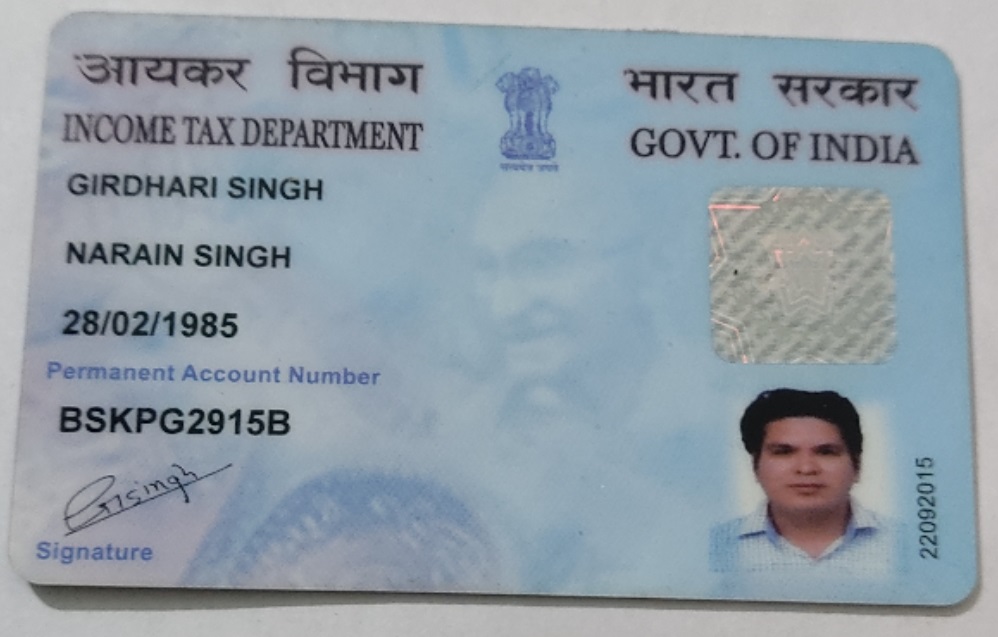 आयकर विभाग
INCOME TAX DEPARTMENT
भारत सरकार
GOVT. OF INDIA
सत्यमेव जयते
GIRDHARI SINGH
NARAIN SINGH
28/02/1985
Permanent Account Number
BSKPG2915B
Girsingh
Signature
22092015